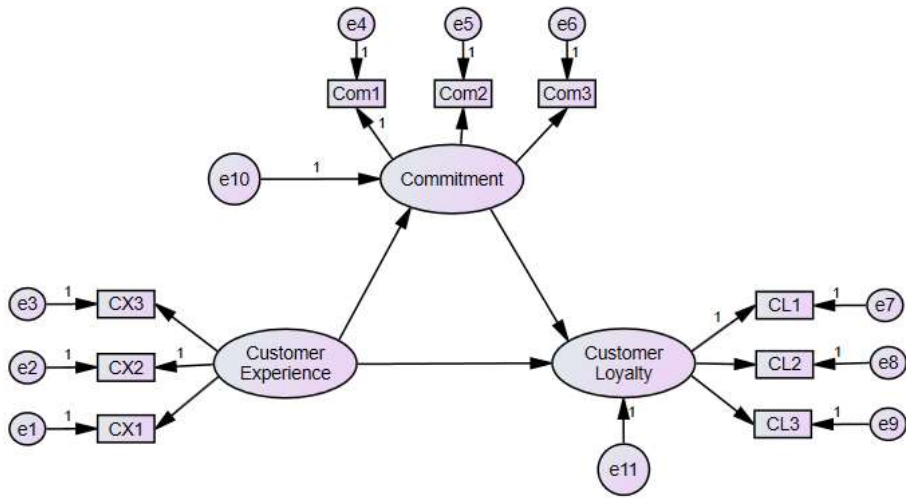 e4
e5
e6
1
1
1
Com1
Com2
Com3
1
e10
1
Commitment
e3
1
CX3
CL1
1
e7
1
Customer
Experience
Customer
Loyalty
e2
1
CX2
1
CL2
1
e8
e1
1
CX1
CL3
1
e9
1
e11